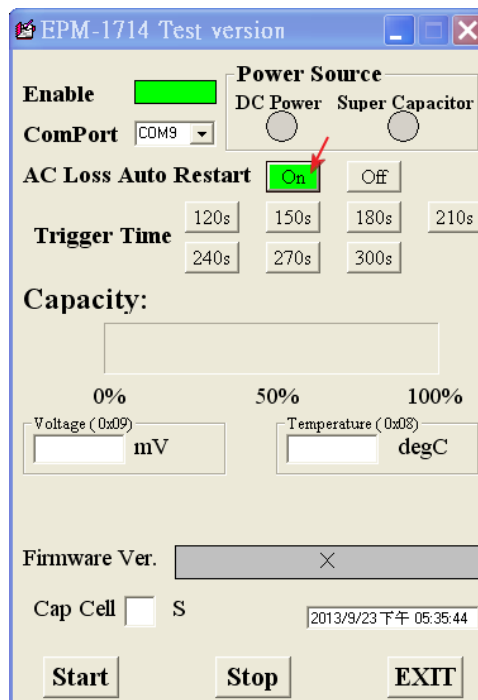 EPM-1714 Test version
Power Source
Enable
DC Power Super Capacitor
ComPort COM9
AC Loss Auto Restart On Off
120s 150s 180s 210s
Trigger Time
240s 270s 300s
Capacity:
0% 50% 100%
Voltage ( 0x09) Temperature ( 0x08)
mV degC
Firmware Ver. X
Cap Cell S
2013/9/23 下午 05:35:44
Start Stop EXIT